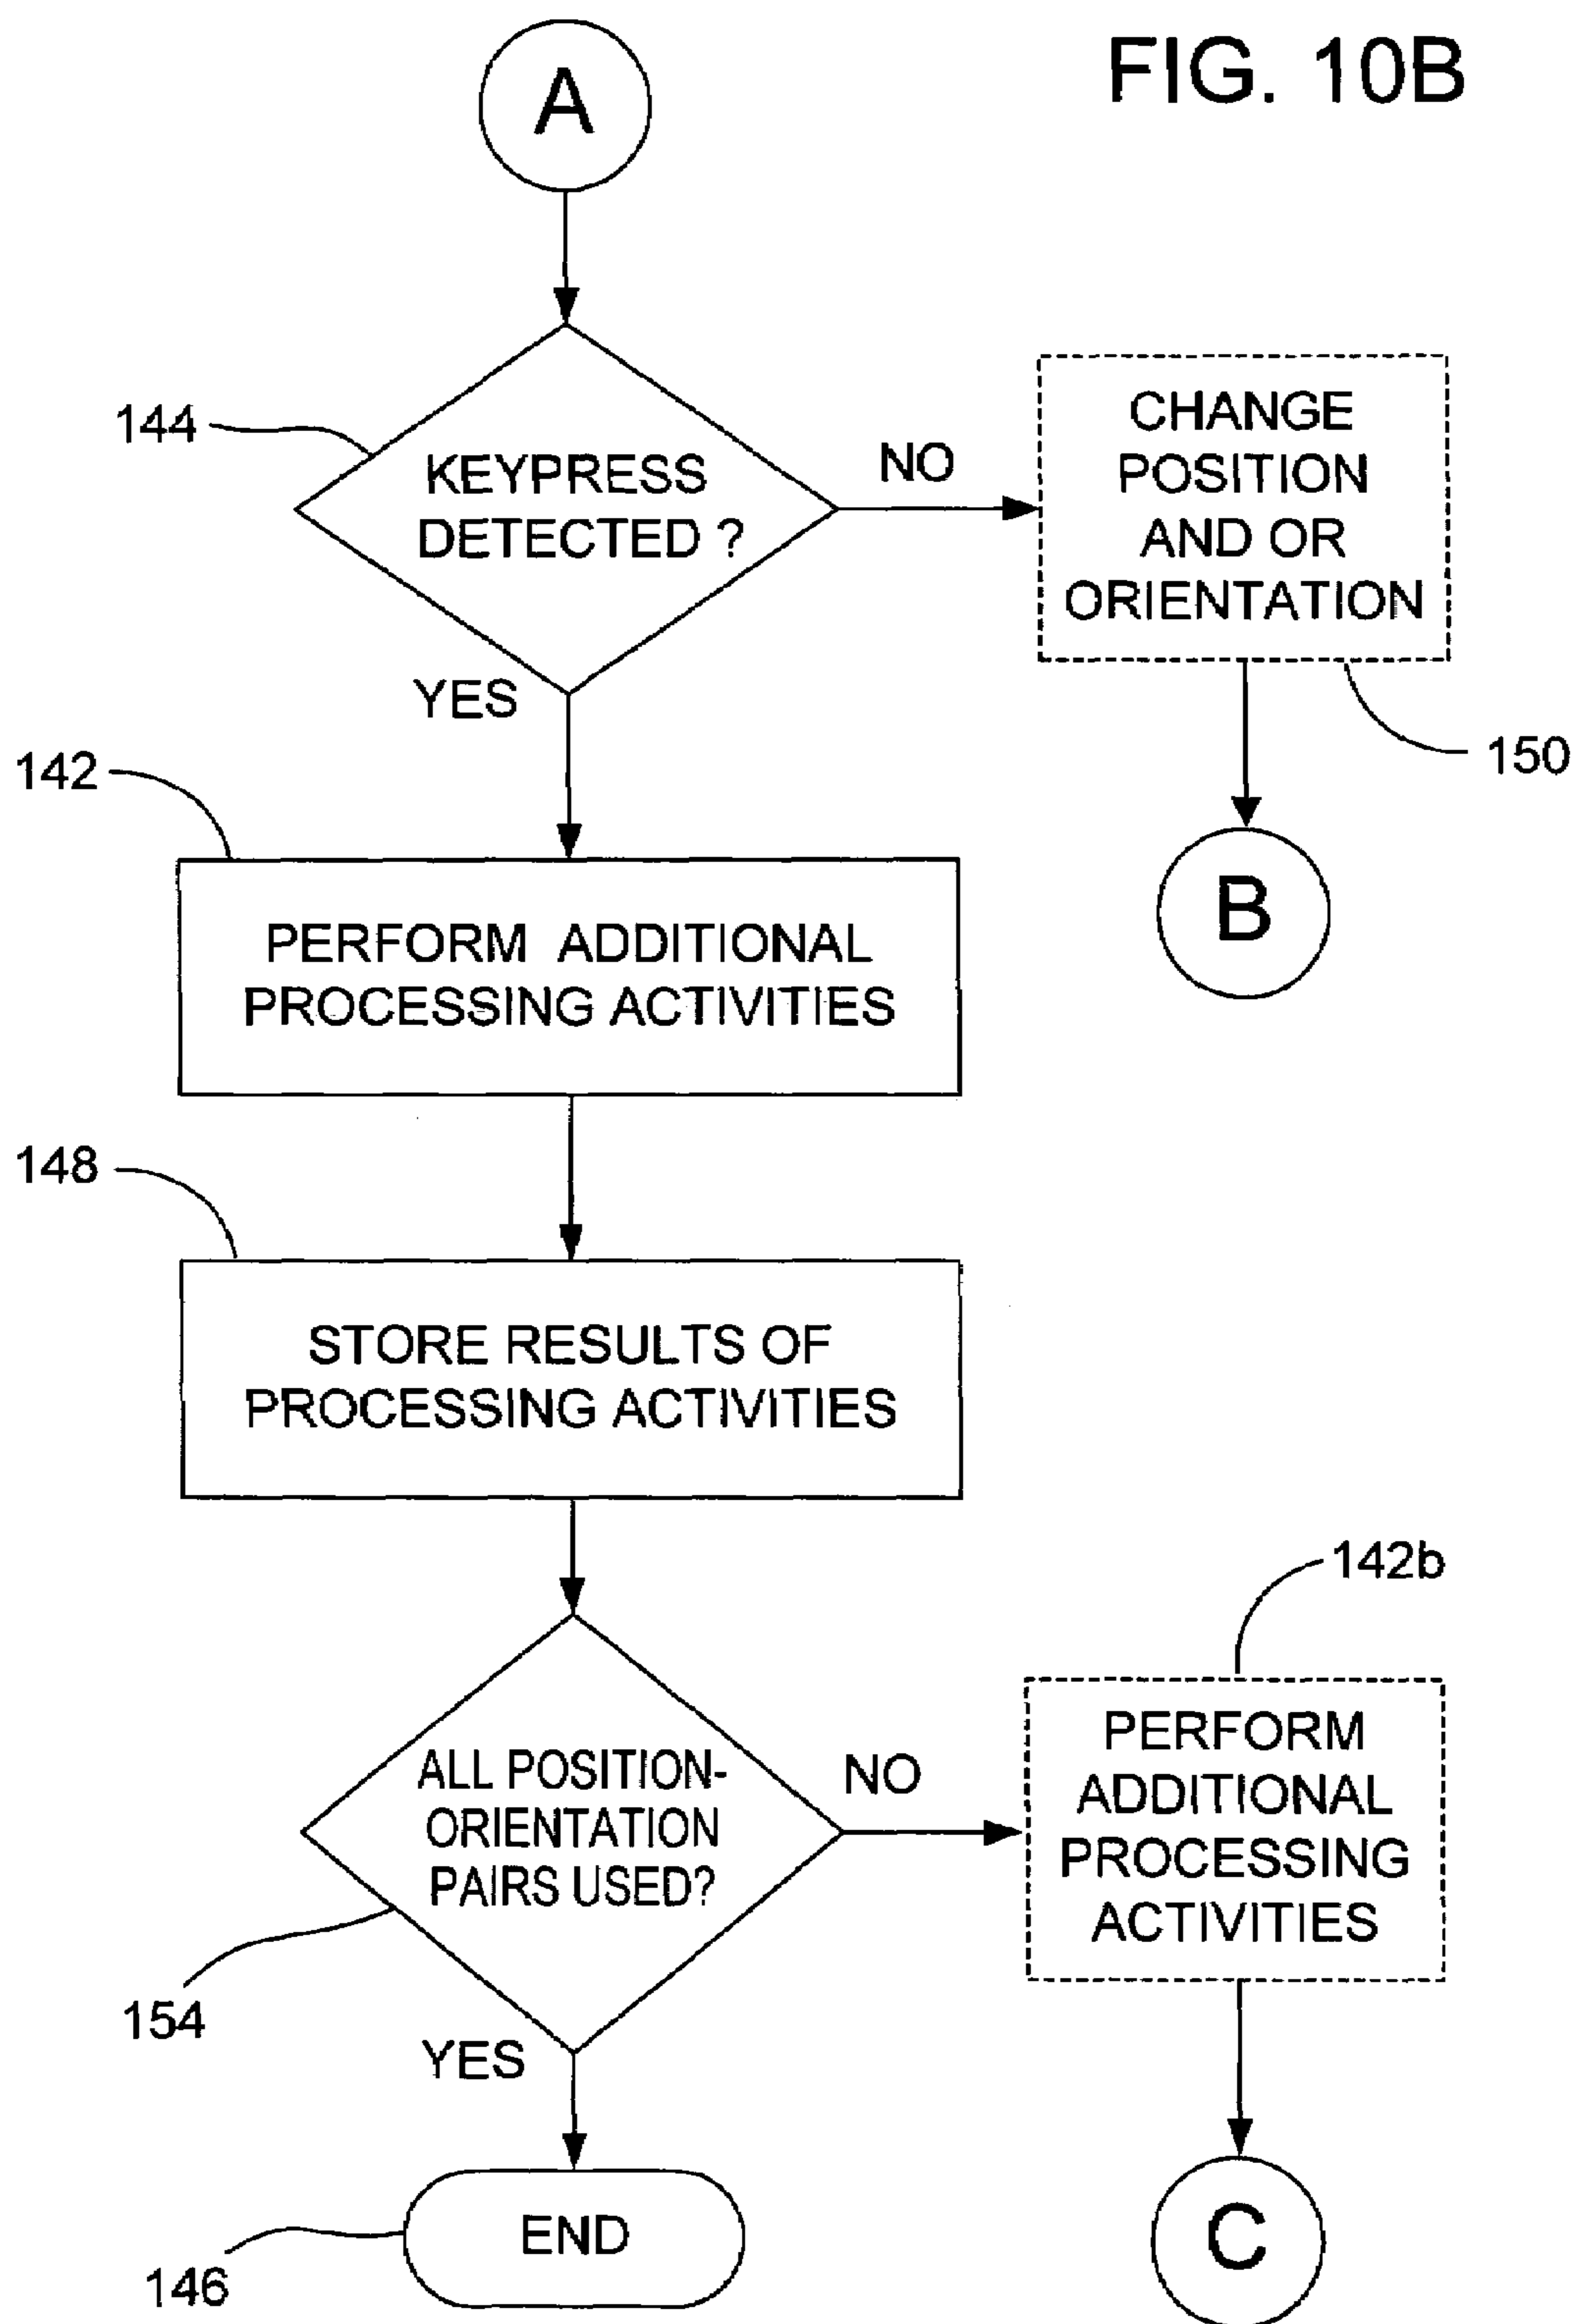 FIG. 10B
A
144
KEYPRESS
DETECTED ?
NO
CHANGE
POSITION
AND OR
ORIENTATION
150
B
YES
142
PERFORM ADDITIONAL
PROCESSING ACTIVITIES
148
STORE RESULTS OF
PROCESSING ACTIVITIES
ALL POSITION-
ORIENTATION
PAIRS USED?
154
NO
142b
PERFORM
ADDITIONAL
PROCESSING
ACTIVITIES
C
YES
END
146